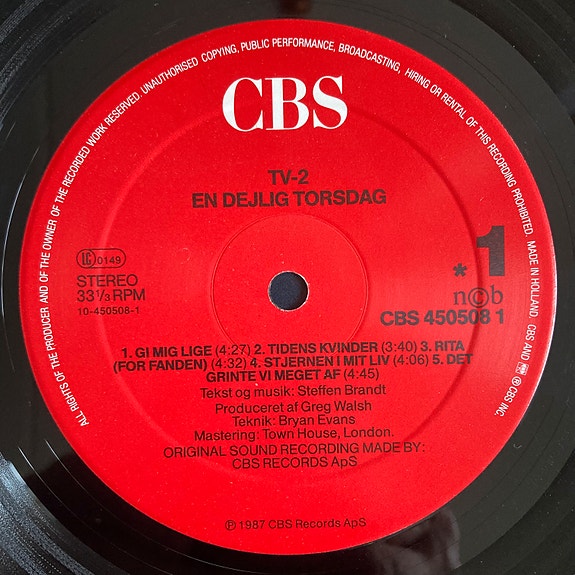 ALL RIGHTS OF THE PRODUCER AND OF THE OWNER OF THE RECORDED WORK RESERVED. UNAUTHORISED COPYING, PUBLIC PERFORMANCE, BROADCASTING, HIRING OR RENTAL OF THIS RECORDING PROHIBITED. MADE IN HOLLAND. CBS AND ℗ CBS INC.
CBS
TV-2
EN DEJLIG TORSDAG
LC 0149
STEREO
33 1/3 RPM
10-450508-1
* 1
n©b
CBS 450508 1
1. GI MIG LIGE (4:27) 2. TIDENS KVINDER (3:40) 3. RITA
(FOR FANDEN) (4:32) 4. STJERNEN I MIT LIV (4:06) 5. DET
GRINTE VI MEGET AF (4:45)
Tekst og musik: Steffen Brandt
Produceret af Greg Walsh
Teknik: Bryan Evans
Mastering: Town House, London.
ORIGINAL SOUND RECORDING MADE BY:
CBS RECORDS ApS
℗ 1987 CBS Records ApS